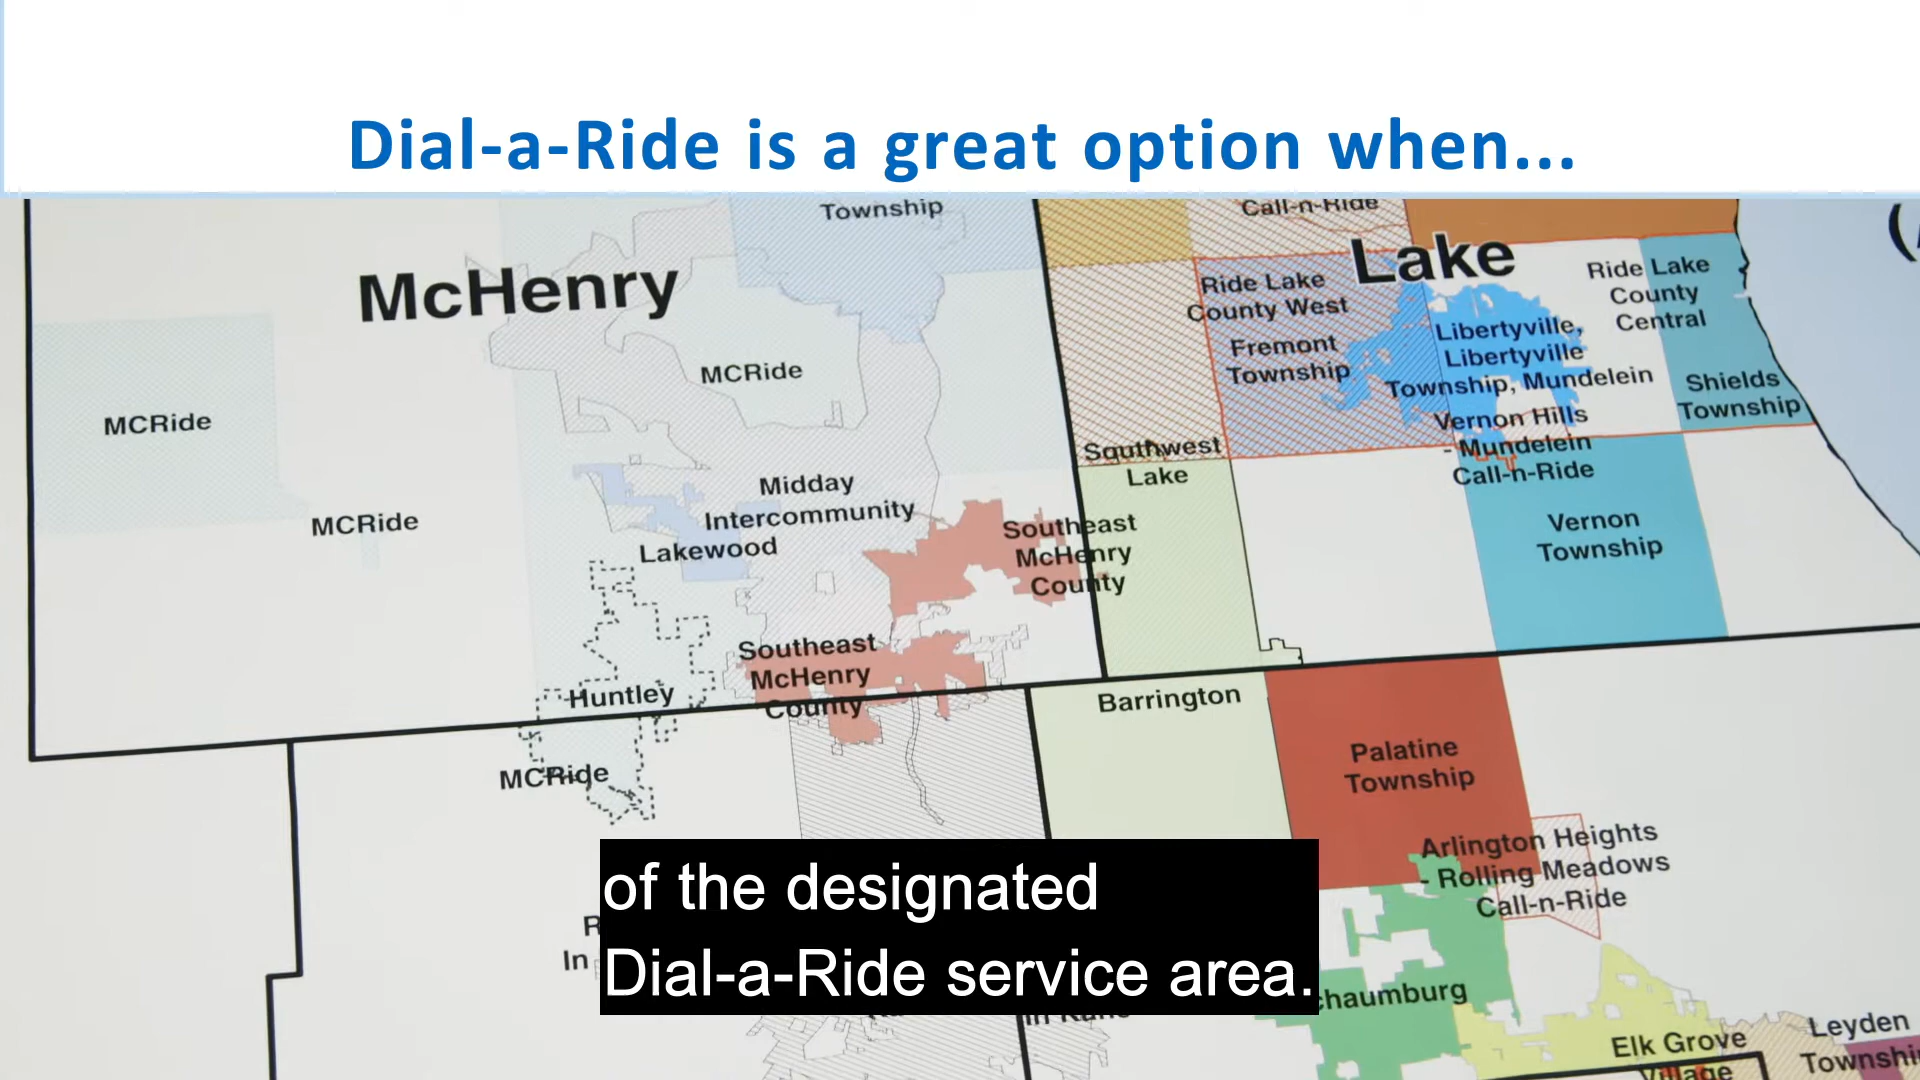 Dial-a-Ride is a great option when...
Township
Call-n-Ride
McHenry
Lake
Ride Lake
County West
Ride Lake
County
Central
Fremont
Township
Libertyville,
Libertyville
Township, Mundelein
MCRide
Shields
Township
MCRide
Vernon Hills
- Mundelein
Call-n-Ride
Southwest
Lake
Midday
Intercommunity
MCRide
Lakewood
Southeast
McHenry
County
Vernon
Township
Southeast
McHenry
County
Huntley
Barrington
MCRide
Palatine
Township
Arlington Heights
- Rolling Meadows
Call-n-Ride
of the designated
Dial-a-Ride service area.
In
Elk Grove
Village
Leyden